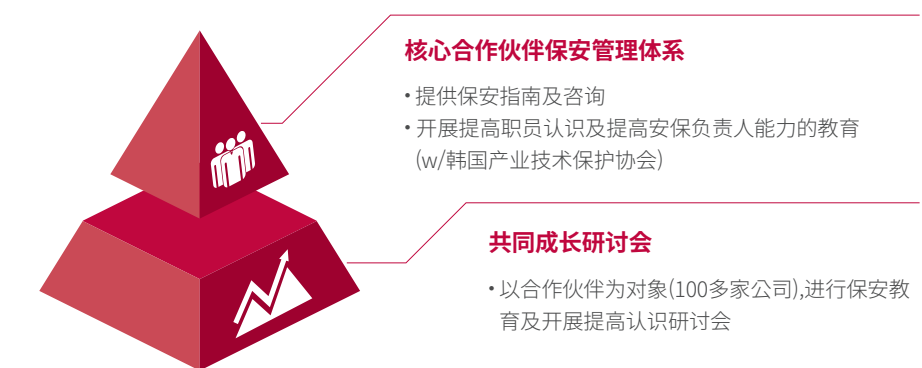 核心合作伙伴保安管理体系
• 提供保安指南及咨询
• 开展提高职员认识及提高安保负责人能力的教育
(w/韩国产业技术保护协会)
共同成长研讨会
• 以合作伙伴为对象(100多家公司),进行保安教
育及开展提高认识研讨会